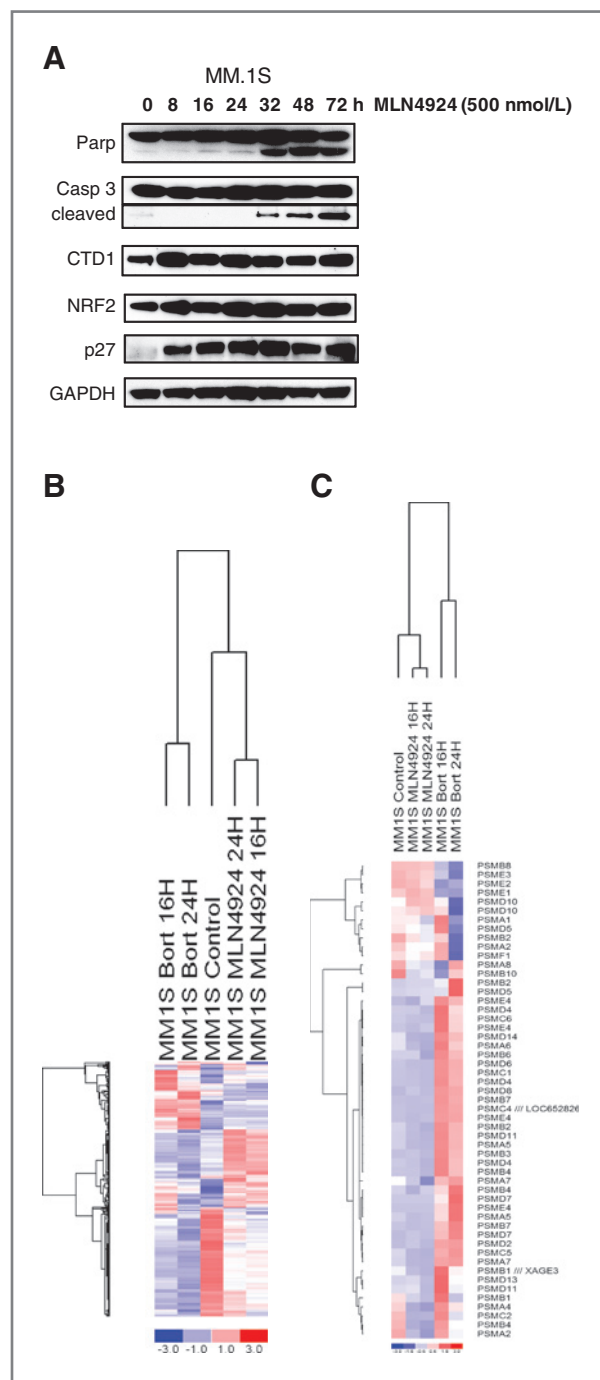 A
MM.1S
0 8 16 24 32 48 72 h MLN4924 (500 nmol/L)
Parp
Casp 3
cleaved
CTD1
NRF2
p27
GAPDH
B
MM1S Bort 16H
MM1S Bort 24H
MM1S Control
MM1S MLN4924 24H
MM1S MLN4924 16H
-3.0 -1.0 1.0 3.0
C
MM1S Control
MM1S MLN4924 16H
MM1S MLN4924 24H
MM1S Bort 16H
MM1S Bort 24H
PSMB8
PSME3
PSME2
PSME1
PSMD10
PSMD10
PSMA1
PSMD5
PSMB2
PSMA2
PSMF1
PSMA8
PSMB10
PSMB2
PSMD5
PSME4
PSMD4
PSMC6
PSME4
PSMD14
PSMA6
PSMB6
PSMD6
PSMC1
PSMD4
PSMD8
PSMB7
PSMC4 /// LOC652826
PSME4
PSMB2
PSMD11
PSMA5
PSMB3
PSMD4
PSMB4
PSMA7
PSMB4
PSMD7
PSME4
PSMA5
PSMB7
PSMD7
PSMD2
PSMC5
PSMA7
PSMB1 /// XAGE3
PSMD13
PSMD11
PSMB1
PSMA4
PSMC2
PSMB4
PSMA2